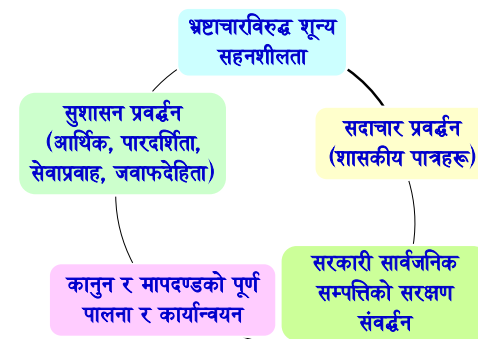 भ्रष्टाचारविरुद्ध शून्य
सहनशीलता
सुशासन प्रवर्द्धन
(आर्थिक, पारदर्शिता,
सेवाप्रवाह, जवाफदेहिता)
सदाचार प्रवर्द्धन
(शासकीय पात्रहरू)
कानुन र मापदण्डको पूर्ण
पालना र कार्यान्वयन
सरकारी सार्वजनिक
सम्पत्तिको सरक्षण
संवर्द्धन